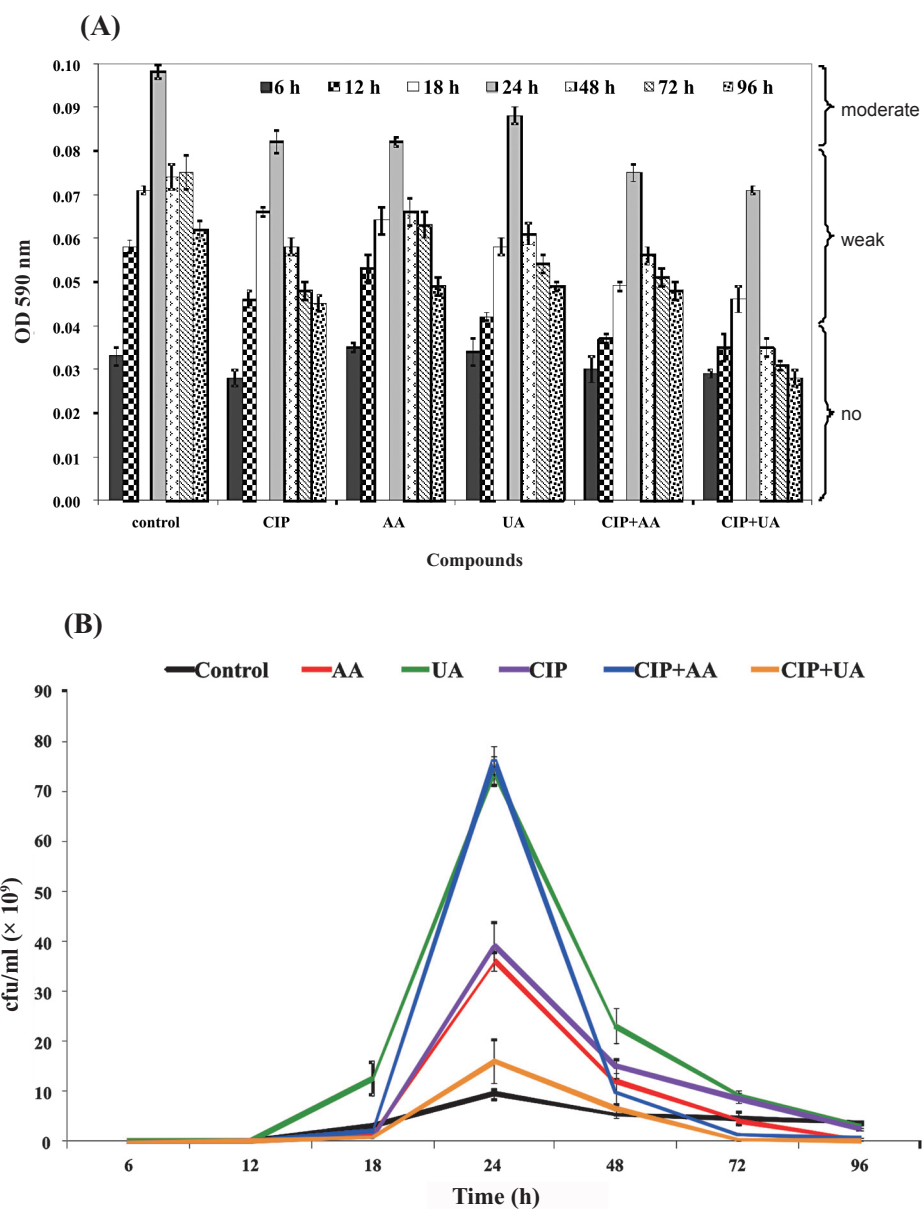 (A)
6 h 12 h 18 h 24 h 48 h 72 h 96 h
0.10
0.09
0.08
0.07
0.06
0.05
0.04
0.03
0.02
0.01
0.00
OD 590 nm
moderate
weak
no
control CIP AA UA CIP+AA CIP+UA
Compounds
(B)
Control AA UA CIP CIP+AA CIP+UA
90
80
70
60
50
40
30
20
10
0
cfu/ml (× 10⁹)
6 12 18 24 48 72 96
Time (h)